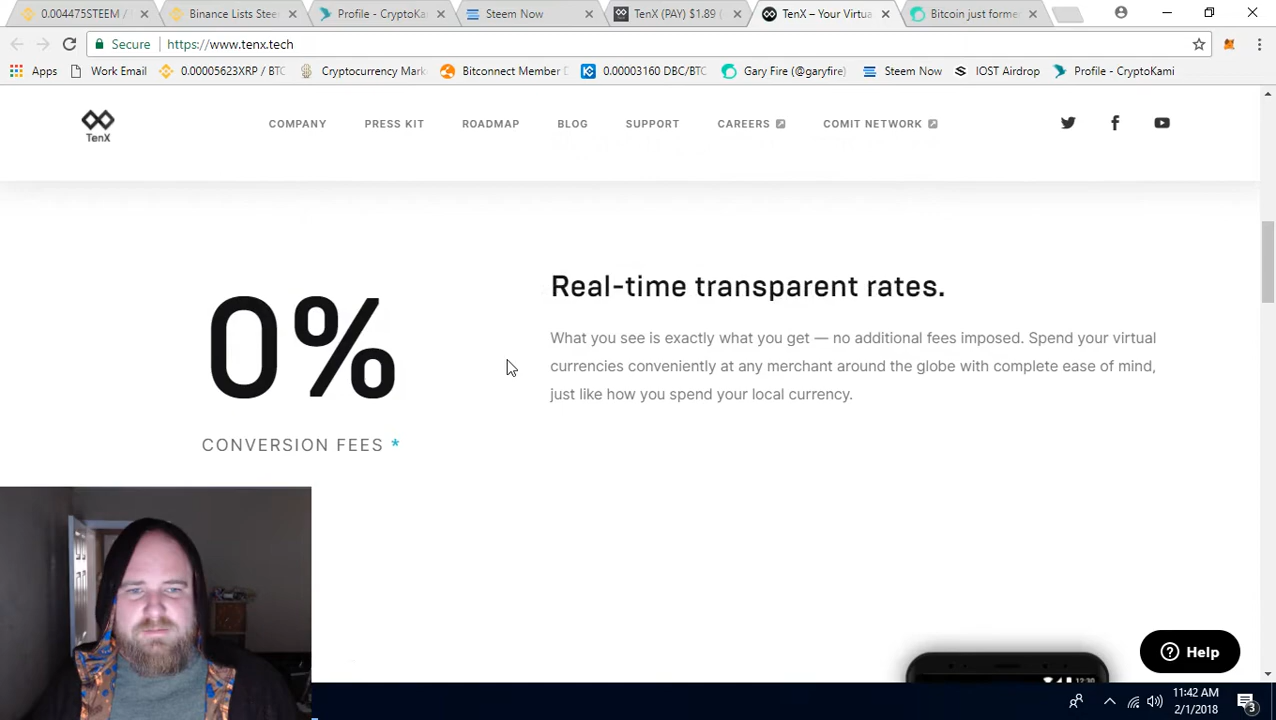 0.004475STEEM /
Binance Lists Stee
Profile - CryptoKa
Steem Now
TenX (PAY) $1.89 (
TenX – Your Virtua
Bitcoin just forme
Secure
https://www.tenx.tech
Apps
Work Email
0.00005623XRP / BT
Cryptocurrency Mark
Bitconnect Member D
0.00003160 DBC/BTC
Gary Fire (@garyfire)
Steem Now
IOST Airdrop
Profile - CryptoKami
TenX
COMPANY
PRESS KIT
ROADMAP
BLOG
SUPPORT
CAREERS
COMIT NETWORK
0%
CONVERSION FEES *
Real-time transparent rates.
What you see is exactly what you get — no additional fees imposed. Spend your virtual
currencies conveniently at any merchant around the globe with complete ease of mind,
just like how you spend your local currency.
12:30
Help
11:42 AM
2/1/2018
3